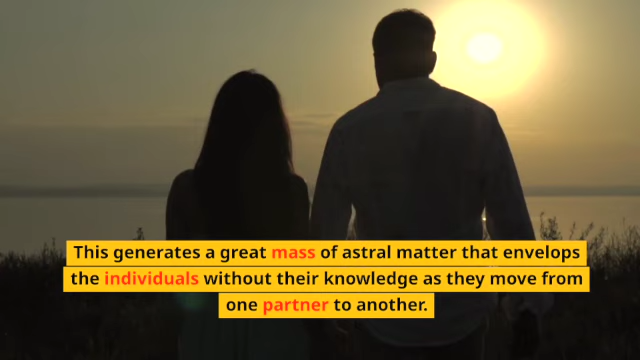 This generates a great mass of astral matter that envelops
the individuals without their knowledge as they move from
one partner to another.